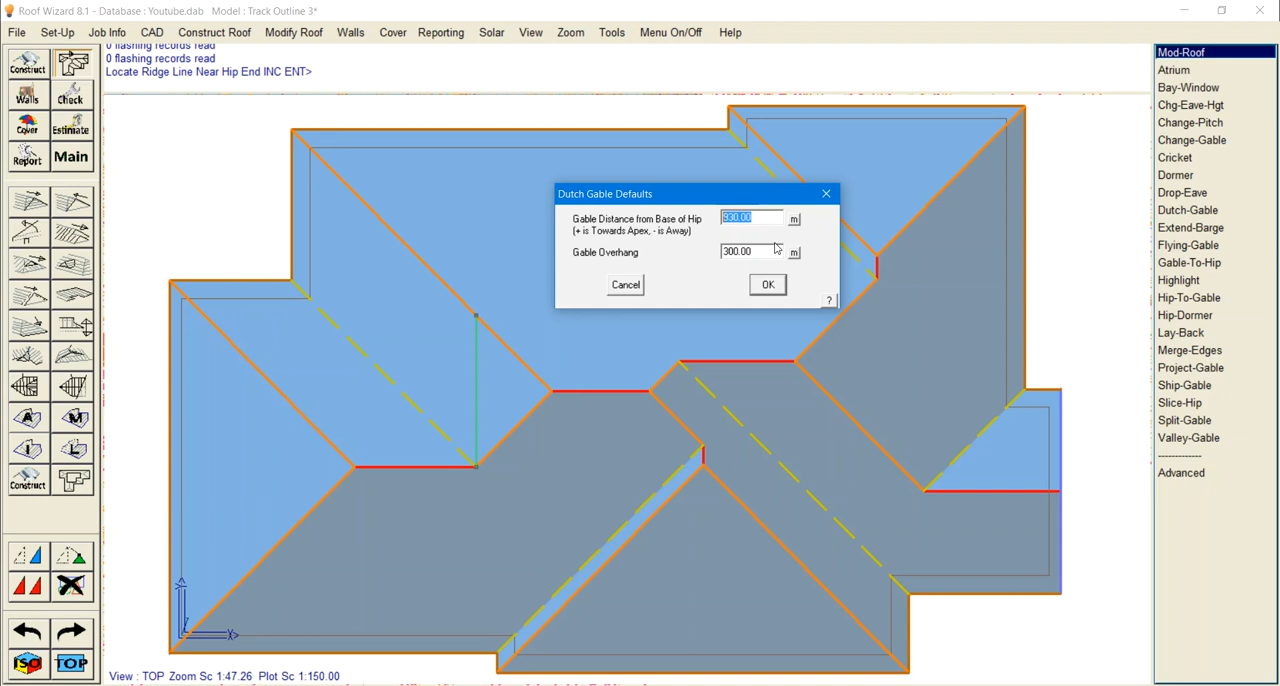 Roof Wizard 8.1 - Database : Youtube.dab Model : Track Outline 3*
File Set-Up Job Info CAD Construct Roof Modify Roof Walls Cover Reporting Solar View Zoom Tools Menu On/Off Help
0 flashing records read
0 flashing records read
Locate Ridge Line Near Hip End INC ENT>
Construct
Walls Check
Cover Estimate
Report Main
A M
I L
Construct
ISO TOP
Dutch Gable Defaults
Gable Distance from Base of Hip 930.00 m
(+ is Towards Apex, - is Away)
Gable Overhang 300.00 m
Cancel OK
?
Y
X>
View : TOP Zoom Sc 1:47.26 Plot Sc 1:150.00
Mod-Roof
Atrium
Bay-Window
Chg-Eave-Hgt
Change-Pitch
Change-Gable
Cricket
Dormer
Drop-Eave
Dutch-Gable
Extend-Barge
Flying-Gable
Gable-To-Hip
Highlight
Hip-To-Gable
Hip-Dormer
Lay-Back
Merge-Edges
Project-Gable
Ship-Gable
Slice-Hip
Split-Gable
Valley-Gable
-------------
Advanced